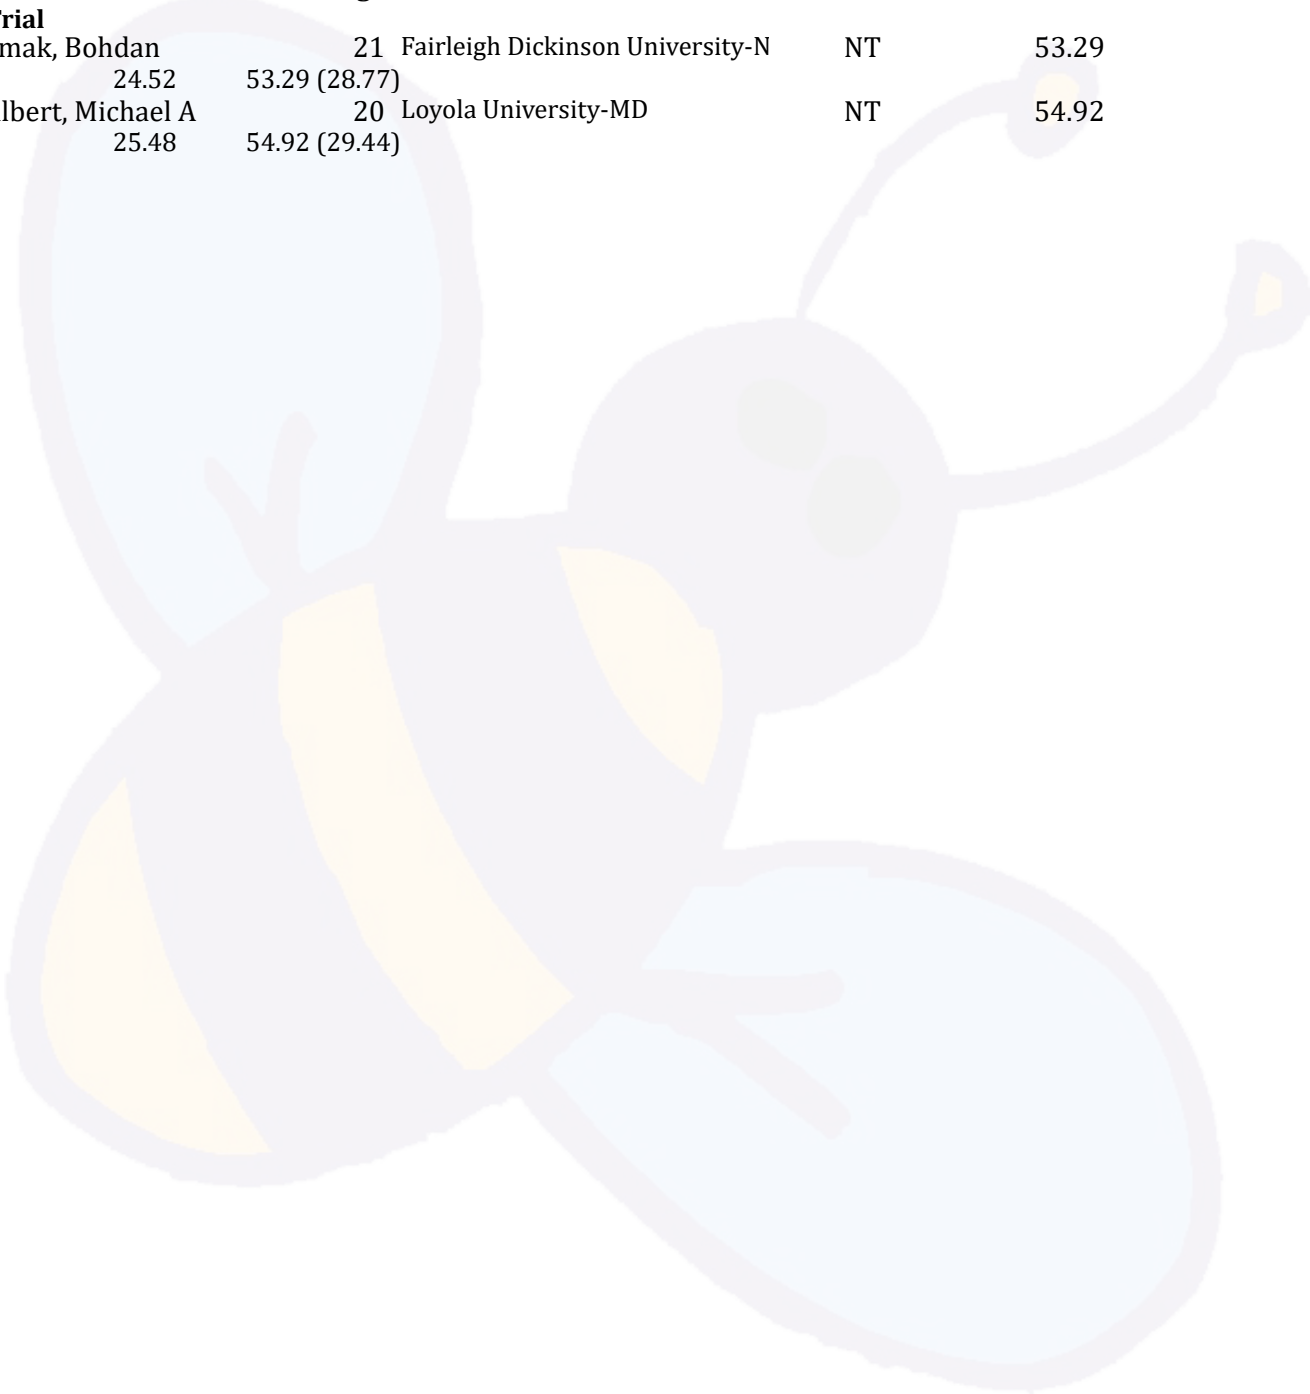 Trial
mak, Bohdan 21 Fairleigh Dickinson University-N NT 53.29
24.52 53.29 (28.77)
lbert, Michael A 20 Loyola University-MD NT 54.92
25.48 54.92 (29.44)